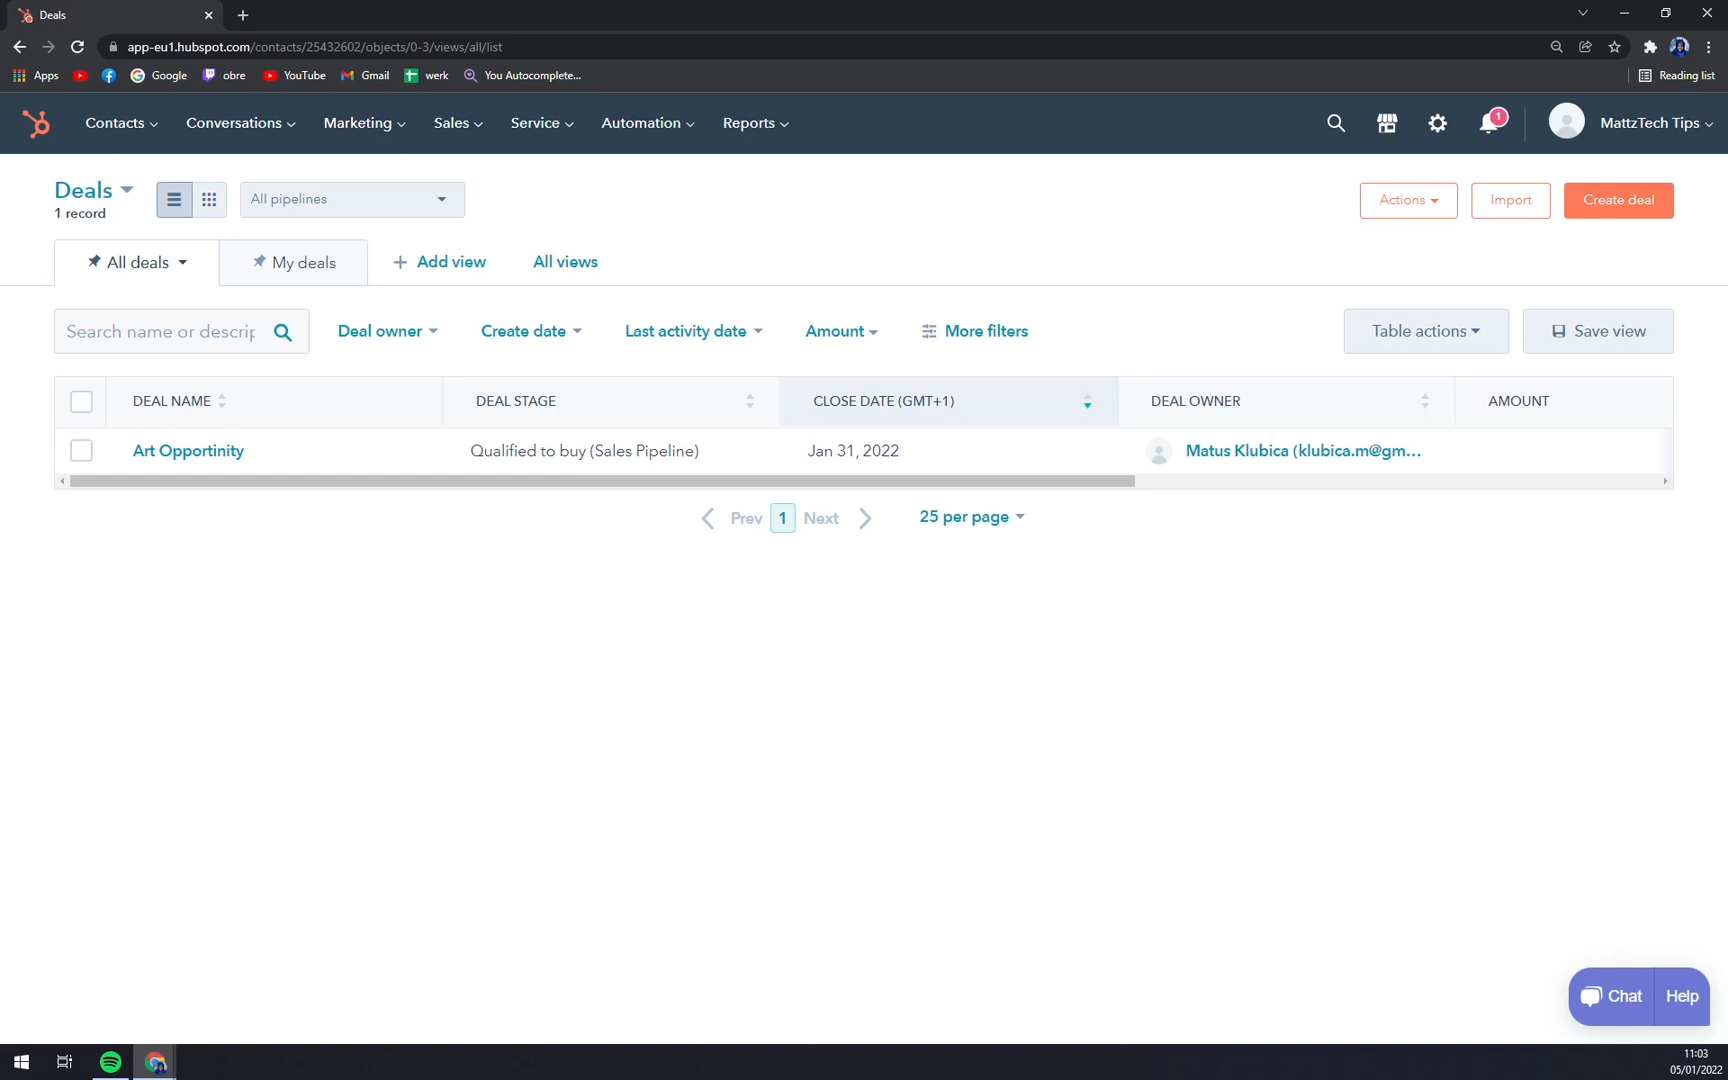 Deals
app-eu1.hubspot.com/contacts/25432602/objects/0-3/views/all/list
Apps
Google
obre
YouTube
Gmail
werk
You Autocomplete...
Reading list
Contacts
Conversations
Marketing
Sales
Service
Automation
Reports
1
MattzTech Tips
Deals
1 record
All pipelines
Actions
Import
Create deal
All deals
My deals
+ Add view
All views
Search name or descrip
Deal owner
Create date
Last activity date
Amount
More filters
Table actions
Save view
DEAL NAME
DEAL STAGE
CLOSE DATE (GMT+1)
DEAL OWNER
AMOUNT
Art Opportinity
Qualified to buy (Sales Pipeline)
Jan 31, 2022
Matus Klubica (klubica.m@gm...
Prev
1
Next
25 per page
Chat
Help
11:03
05/01/2022